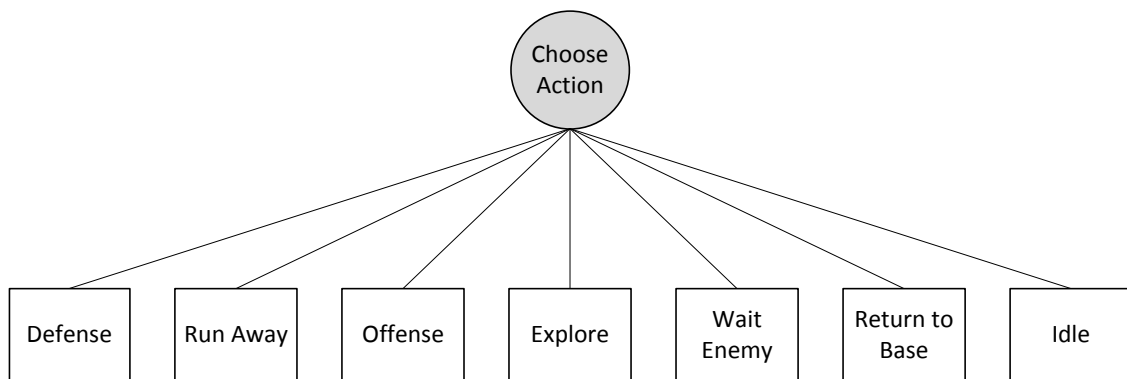 Choose
Action
Defense
Run Away
Offense
Explore
Wait
Enemy
Return to
Base
Idle